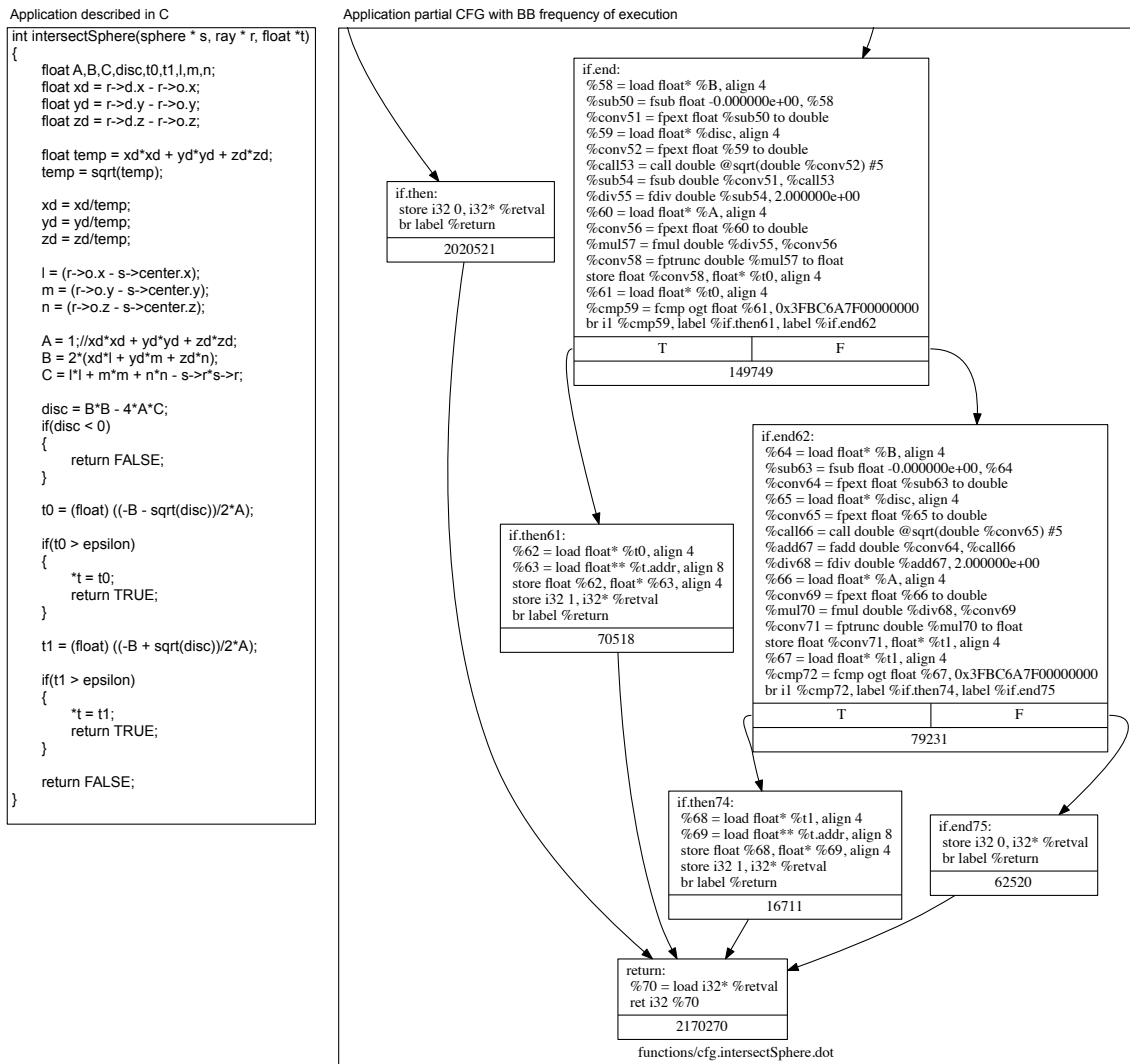 Application described in C
int intersectSphere(sphere * s, ray * r, float *t)
{
float A,B,C,disc,t0,t1,l,m,n;
float xd = r->d.x - r->o.x;
float yd = r->d.y - r->o.y;
float zd = r->d.z - r->o.z;
float temp = xd*xd + yd*yd + zd*zd;
temp = sqrt(temp);
xd = xd/temp;
yd = yd/temp;
zd = zd/temp;
l = (r->o.x - s->center.x);
m = (r->o.y - s->center.y);
n = (r->o.z - s->center.z);
A = 1;//xd*xd + yd*yd + zd*zd;
B = 2*(xd*l + yd*m + zd*n);
C = l*l + m*m + n*n - s->r*s->r;
disc = B*B - 4*A*C;
if(disc < 0)
{
return FALSE;
}
t0 = (float) ((-B - sqrt(disc))/2*A);
if(t0 > epsilon)
{
*t = t0;
return TRUE;
}
t1 = (float) ((-B + sqrt(disc))/2*A);
if(t1 > epsilon)
{
*t = t1;
return TRUE;
}
return FALSE;
}
Application partial CFG with BB frequency of execution
if.end:
%58 = load float* %B, align 4
%sub50 = fsub float -0.000000e+00, %58
%conv51 = fpext float %sub50 to double
%59 = load float* %disc, align 4
%conv52 = fpext float %59 to double
%call53 = call double @sqrt(double %conv52) #5
%sub54 = fsub double %conv51, %call53
%div55 = fdiv double %sub54, 2.000000e+00
%60 = load float* %A, align 4
%conv56 = fpext float %60 to double
%mul57 = fmul double %div55, %conv56
%conv58 = fptrunc double %mul57 to float
store float %conv58, float* %t0, align 4
%61 = load float* %t0, align 4
%cmp59 = fcmp ogt float %61, 0x3FBC6A7F00000000
br i1 %cmp59, label %if.then61, label %if.end62
T F
149749
if.then:
store i32 0, i32* %retval
br label %return
2020521
if.end62:
%64 = load float* %B, align 4
%sub63 = fsub float -0.000000e+00, %64
%conv64 = fpext float %sub63 to double
%65 = load float* %disc, align 4
%conv65 = fpext float %65 to double
%call66 = call double @sqrt(double %conv65) #5
%add67 = fadd double %conv64, %call66
%div68 = fdiv double %add67, 2.000000e+00
%66 = load float* %A, align 4
%conv69 = fpext float %66 to double
%mul70 = fmul double %div68, %conv69
%conv71 = fptrunc double %mul70 to float
store float %conv71, float* %t1, align 4
%67 = load float* %t1, align 4
%cmp72 = fcmp ogt float %67, 0x3FBC6A7F00000000
br i1 %cmp72, label %if.then74, label %if.end75
T F
79231
if.then61:
%62 = load float* %t0, align 4
%63 = load float** %t.addr, align 8
store float %62, float* %63, align 4
store i32 1, i32* %retval
br label %return
70518
if.then74:
%68 = load float* %t1, align 4
%69 = load float** %t.addr, align 8
store float %68, float* %69, align 4
store i32 1, i32* %retval
br label %return
16711
if.end75:
store i32 0, i32* %retval
br label %return
62520
return:
%70 = load i32* %retval
ret i32 %70
2170270
functions/cfg.intersectSphere.dot